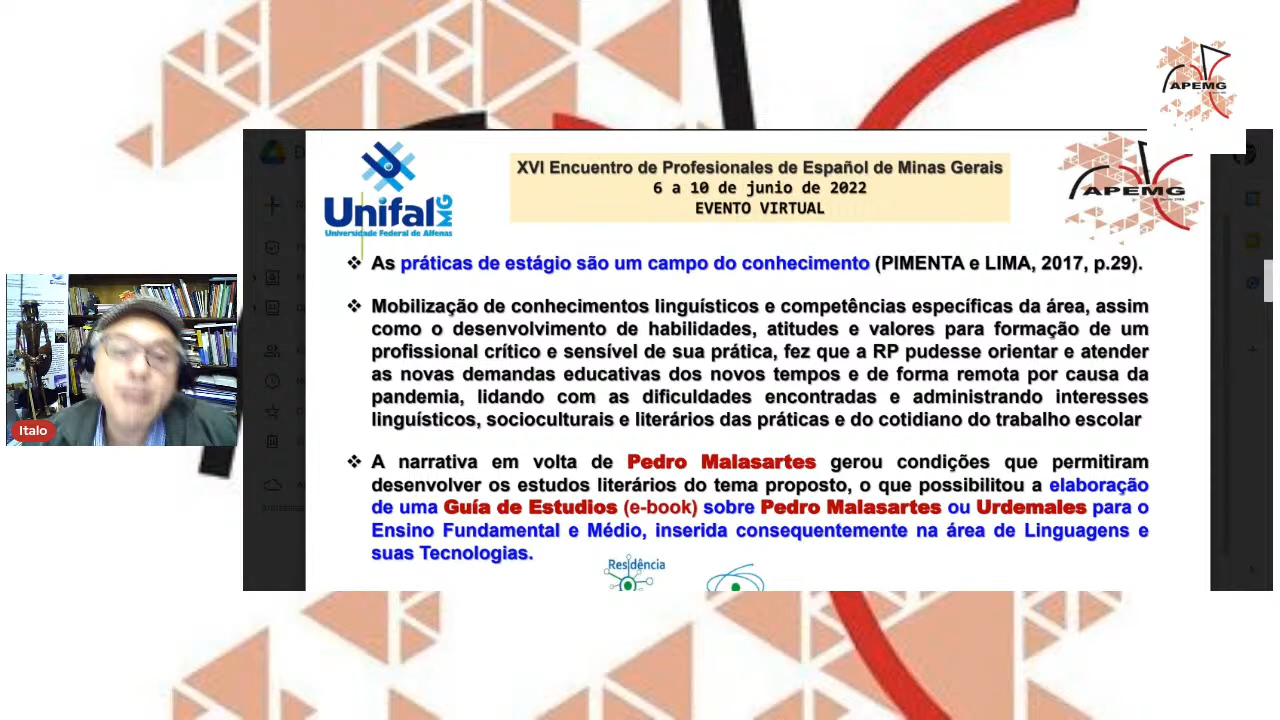 APEMG
XVI Encuentro de Profesionales de Español de Minas Gerais
6 a 10 de junio de 2022
EVENTO VIRTUAL
Unifal MG
Universidade Federal de Alfenas
APEMG
❖ As práticas de estágio são um campo do conhecimento (PIMENTA e LIMA, 2017, p.29).
❖ Mobilização de conhecimentos linguísticos e competências específicas da área, assim
como o desenvolvimento de habilidades, atitudes e valores para formação de um
profissional crítico e sensível de sua prática, fez que a RP pudesse orientar e atender
as novas demandas educativas dos novos tempos e de forma remota por causa da
pandemia, lidando com as dificuldades encontradas e administrando interesses
linguísticos, socioculturais e literários das práticas e do cotidiano do trabalho escolar
❖ A narrativa em volta de Pedro Malasartes gerou condições que permitiram
desenvolver os estudos literários do tema proposto, o que possibilitou a elaboração
de uma Guía de Estudios (e-book) sobre Pedro Malasartes ou Urdemales para o
Ensino Fundamental e Médio, inserida consequentemente na área de Linguagens e
suas Tecnologias.
Residência
Italo